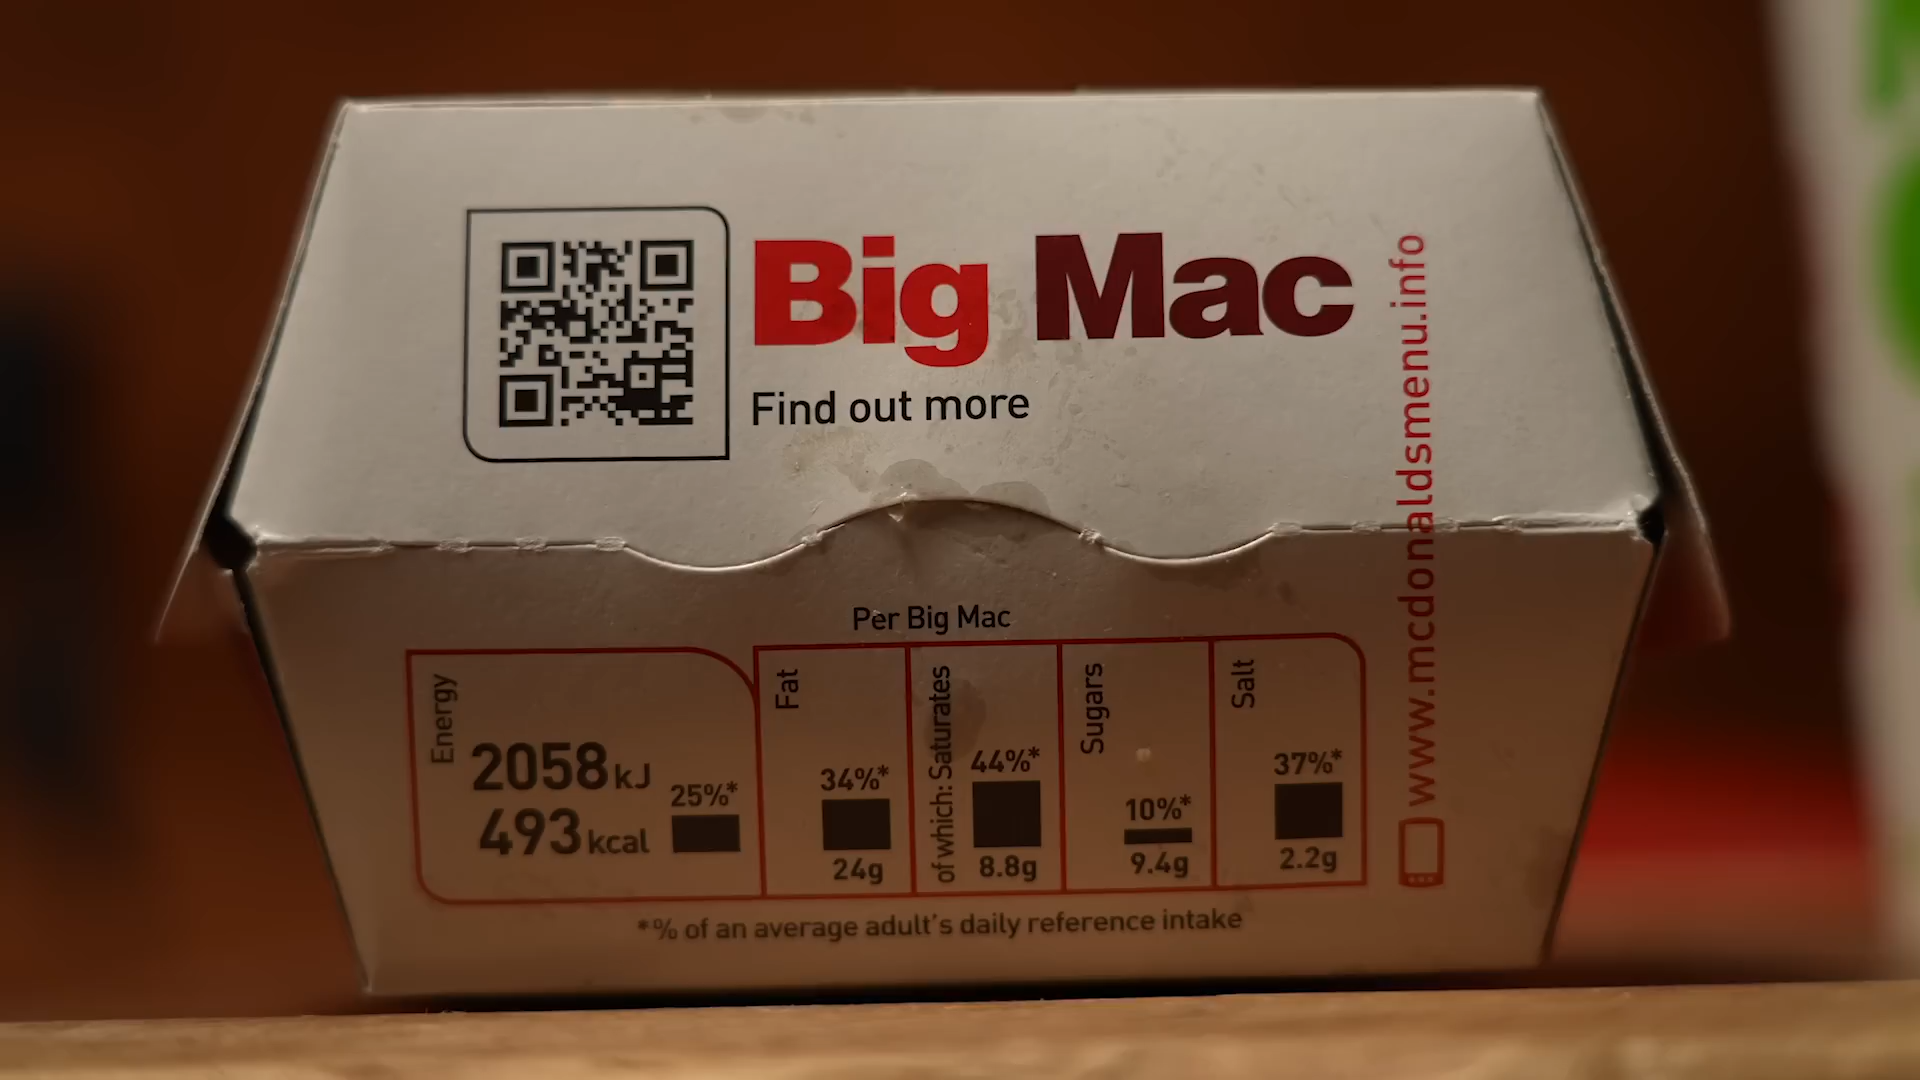 Big Mac
Find out more
www.mcdonaldsmenu.info
Per Big Mac
Energy
2058kJ
493kcal
25%*
Fat
34%*
24g
of which: Saturates
44%*
8.8g
Sugars
10%*
9.4g
Salt
37%*
2.2g
*% of an average adult's daily reference intake